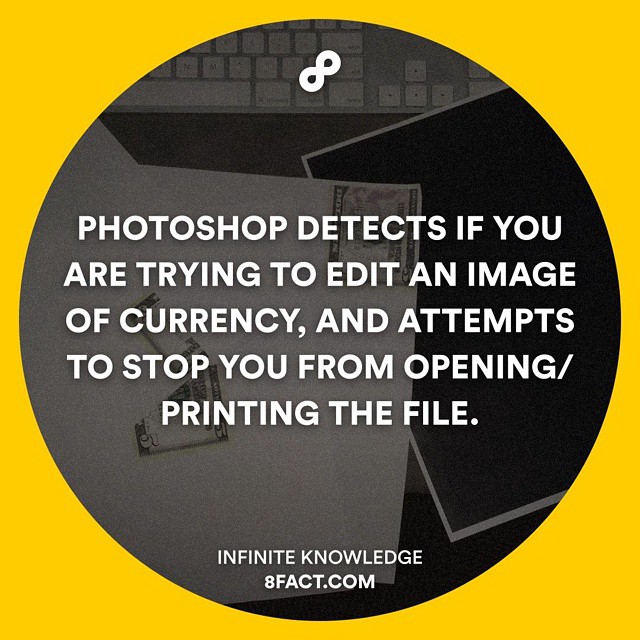 PHOTOSHOP DETECTS IF YOU
ARE TRYING TO EDIT AN IMAGE
OF CURRENCY, AND ATTEMPTS
TO STOP YOU FROM OPENING/
PRINTING THE FILE.
INFINITE KNOWLEDGE
8FACT.COM